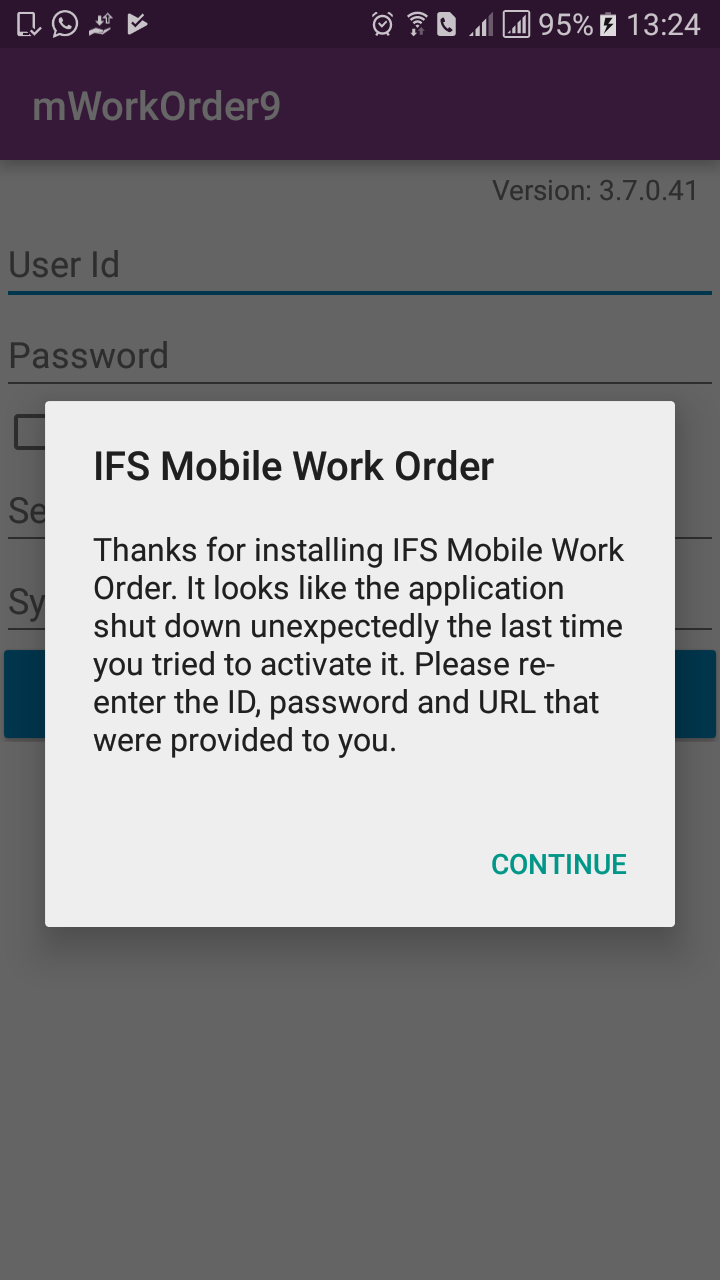 95% 13:24
mWorkOrder9
Version: 3.7.0.41
User Id
Password
Se
Sy
IFS Mobile Work Order
Thanks for installing IFS Mobile Work
Order. It looks like the application
shut down unexpectedly the last time
you tried to activate it. Please re-
enter the ID, password and URL that
were provided to you.
CONTINUE